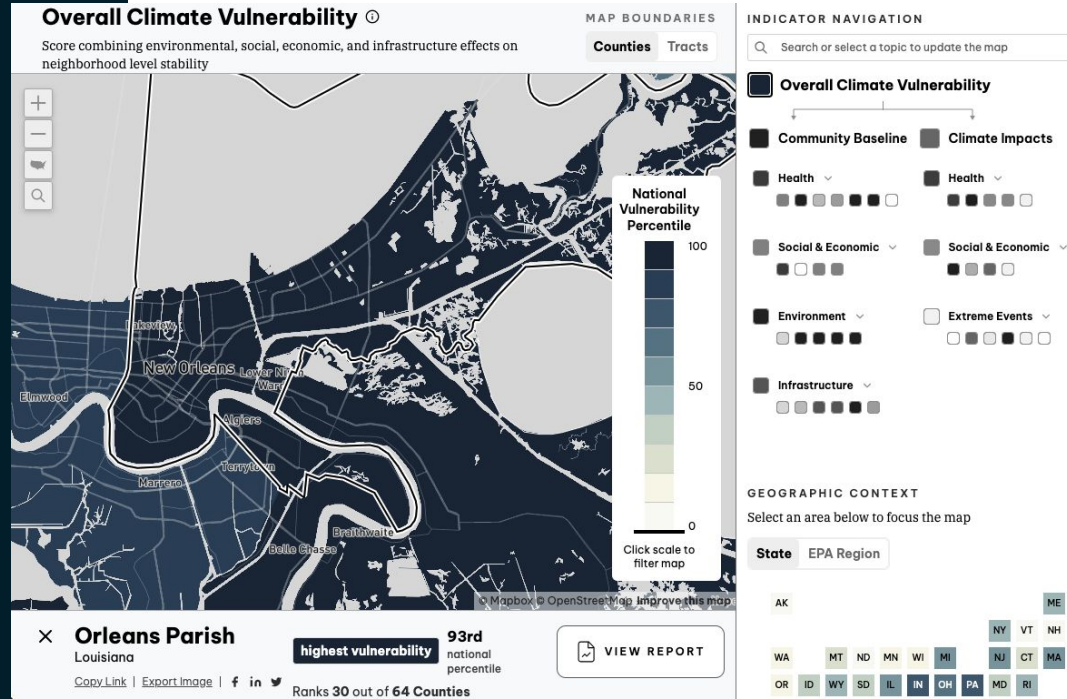 Overall Climate Vulnerability
Score combining environmental, social, economic, and infrastructure effects on
neighborhood level stability
MAP BOUNDARIES
Counties Tracts
Lakeview
New Orleans
Elmwood
Algiers
Terrytown
Marrero
Braithwaite
Belle Chasse
National
Vulnerability
Percentile
100
50
0
Click scale to
filter map
© Mapbox © OpenStreetMap Improve this map
Orleans Parish
Louisiana
Copy Link | Export Image | f in
highest vulnerability
93rd
national
percentile
Ranks 30 out of 64 Counties
VIEW REPORT
INDICATOR NAVIGATION
Search or select a topic to update the map
Overall Climate Vulnerability
Community Baseline
Climate Impacts
Health
Health
Social & Economic
Social & Economic
Environment
Extreme Events
Infrastructure
GEOGRAPHIC CONTEXT
Select an area below to focus the map
State EPA Region
AK ME
NY VT NH
WA MT ND MN WI MI NJ CT MA
OR ID WY SD IL IN OH PA MD RI